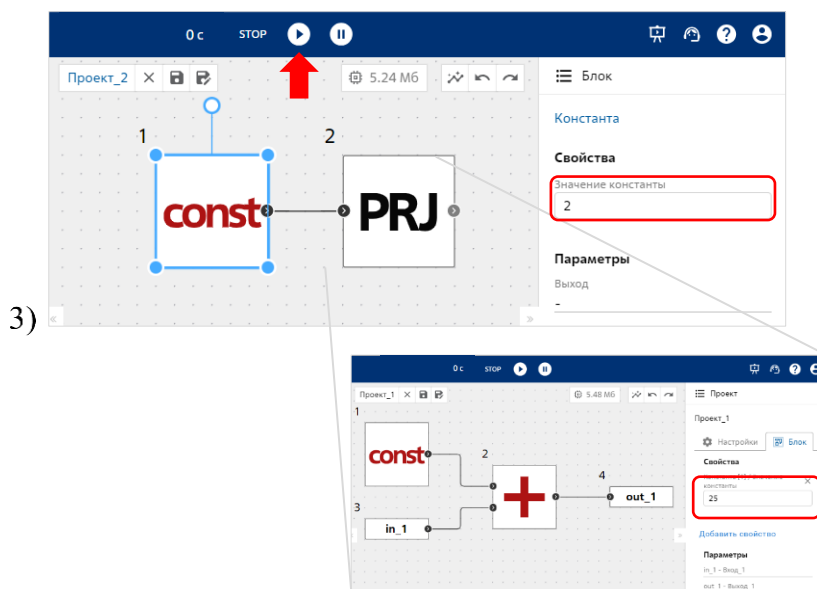 0 с STOP
Проект_2 5.24 Мб Блок
1 2
Константа
Свойства
Значение константы
2
const PRJ
Параметры
Выход
-
3)
0 с STOP
Проект_1 5.48 Мб Проект
1
Проект_1
Настройки Блок
const
2
Свойства
константы
25
4
out_1
3
in_1
Добавить свойство
Параметры
in_1 - Вход_1
out_1 - Выход_1